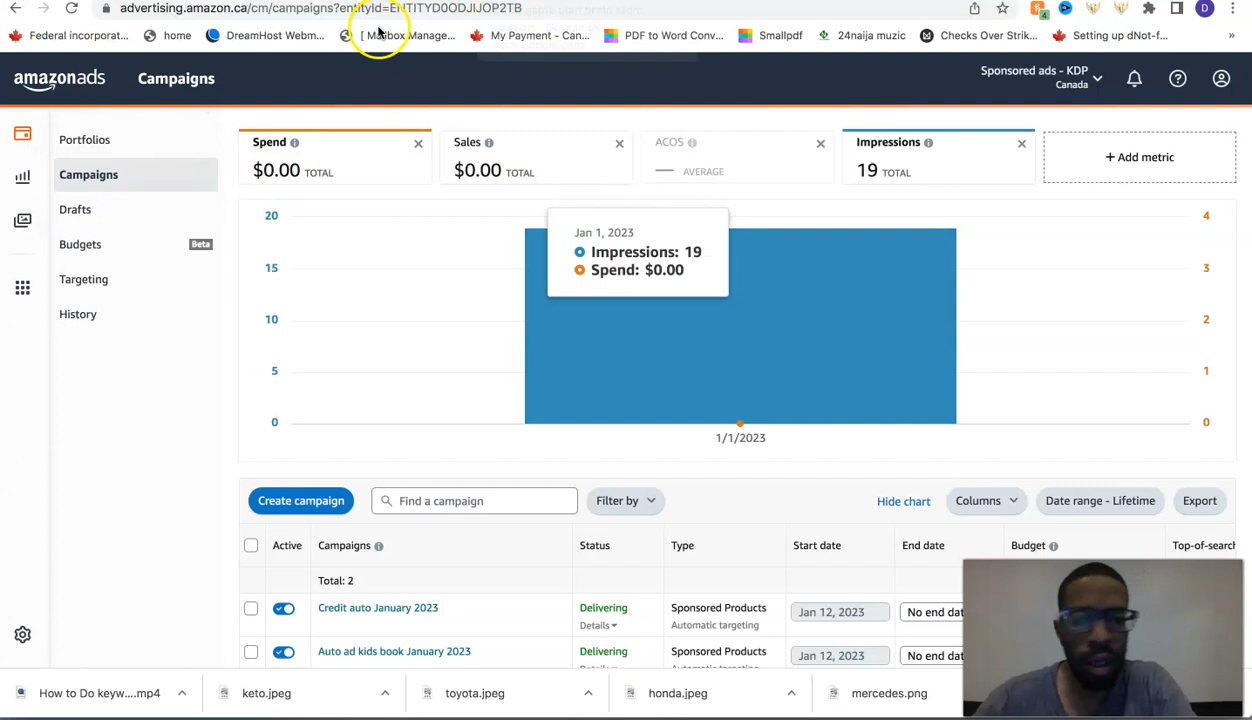 advertising.amazon.ca/cm/campaigns?entityId=ENTITYD0ODJIJOP2TB
4
Federal incorporat... home DreamHost Webm... [ Mailbox Manage... My Payment - Can... PDF to Word Conv... Smallpdf 24naija muzic Checks Over Strik... Setting up dNot-f... »
D
amazonads Campaigns Sponsored ads - KDP
Canada
Portfolios
Campaigns
Drafts
Budgets Beta
Targeting
History
Spend Sales ACOS Impressions
$0.00 TOTAL $0.00 TOTAL — AVERAGE 19 TOTAL + Add metric
20 4
Jan 1, 2023
Impressions: 19
Spend: $0.00
15 3
10 2
5 1
0 0
1/1/2023
Create campaign Find a campaign Filter by Hide chart Columns Date range - Lifetime Export
Active Campaigns Status Type Start date End date Budget Top-of-search
Total: 2
Credit auto January 2023 Delivering Sponsored Products Jan 12, 2023 No end dat
Details Automatic targeting
Auto ad kids book January 2023 Delivering Sponsored Products Jan 12, 2023 No end dat
Details Automatic targeting
How to Do keyw....mp4 keto.jpeg toyota.jpeg honda.jpeg mercedes.png